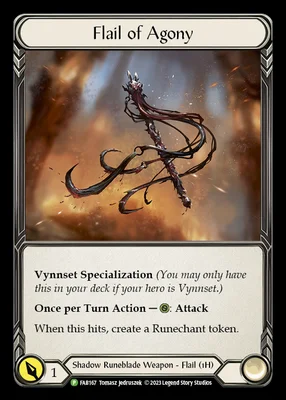 Flail of Agony
Vynnset Specialization (You may only have
this in your deck if your hero is Vynnset.)
Once per Turn Action — : Attack
When this hits, create a Runechant token.
1
Shadow Runeblade Weapon - Flail (1H)
P FAB167 Tomasz Jedruszek © 2023 Legend Story Studios